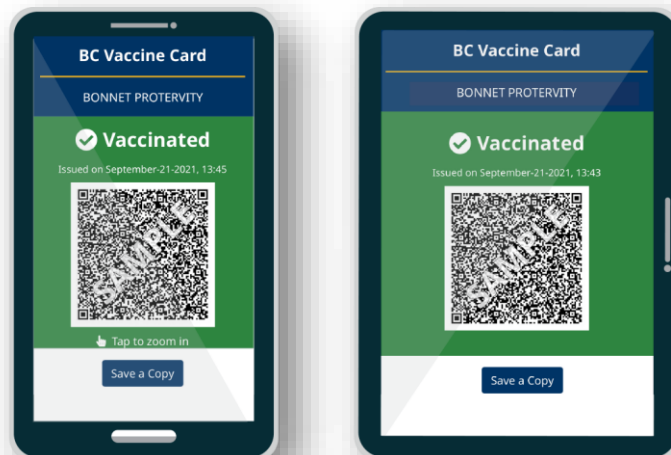 BC Vaccine Card
BONNET PROTERVITY
Vaccinated
Issued on September-21-2021, 13:45
SAMPLE
Tap to zoom in
Save a Copy
BC Vaccine Card
BONNET PROTERVITY
Vaccinated
Issued on September-21-2021, 13:43
SAMPLE
Save a Copy